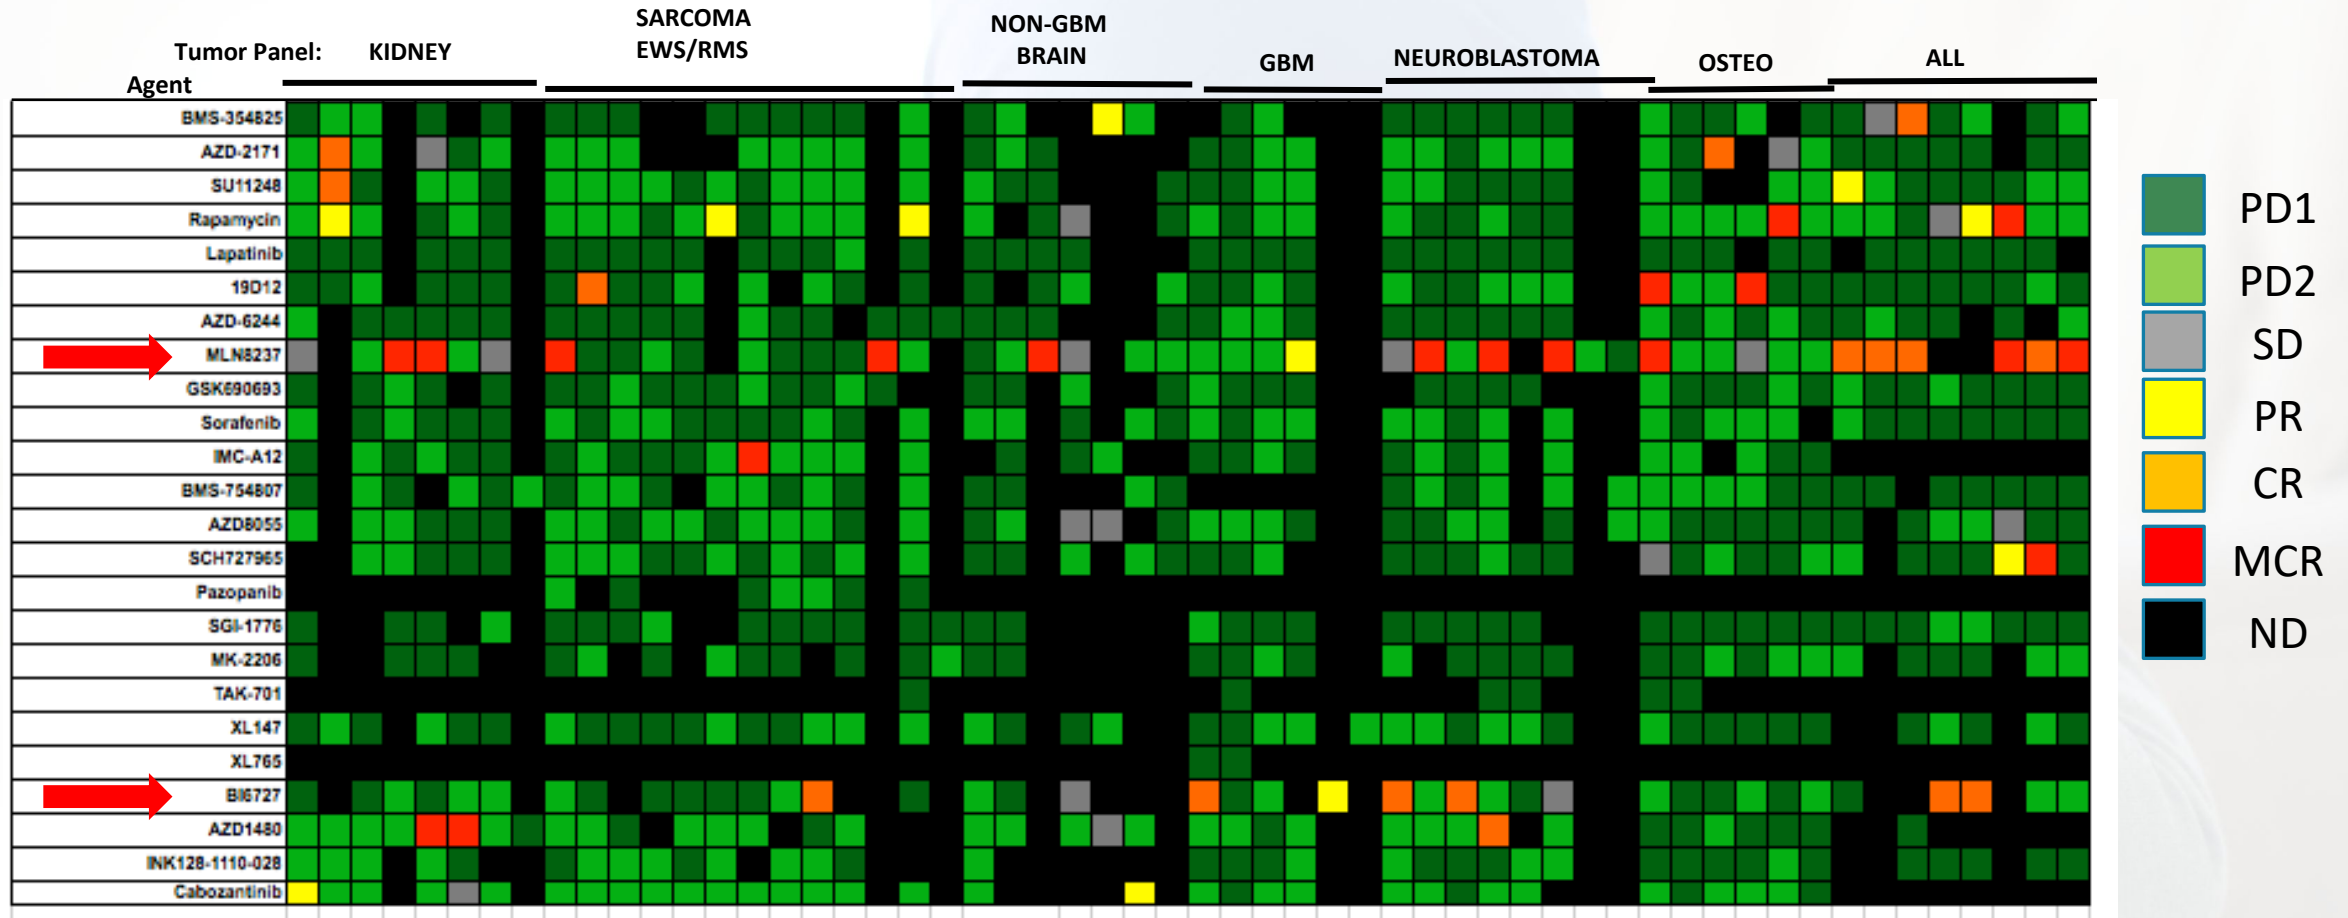 Tumor Panel:
Agent
KIDNEY
SARCOMA
EWS/RMS
NON-GBM
BRAIN
GBM
NEUROBLASTOMA
OSTEO
ALL
BMS-354825
AZD-2171
SU11248
Rapamycin
Lapatinib
19D12
AZD-6244
MLN8237
GSK690693
Sorafenib
IMC-A12
BMS-754807
AZD8055
SCH727965
Pazopanib
SGI-1776
MK-2206
TAK-701
XL147
XL765
BI6727
AZD1480
INK128-1110-028
Cabozantinib
PD1
PD2
SD
PR
CR
MCR
ND